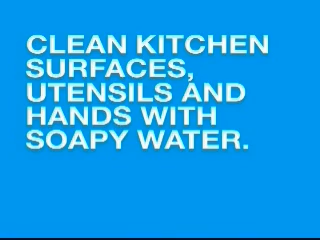 CLEAN KITCHEN
SURFACES,
UTENSILS AND
HANDS WITH
SOAPY WATER.